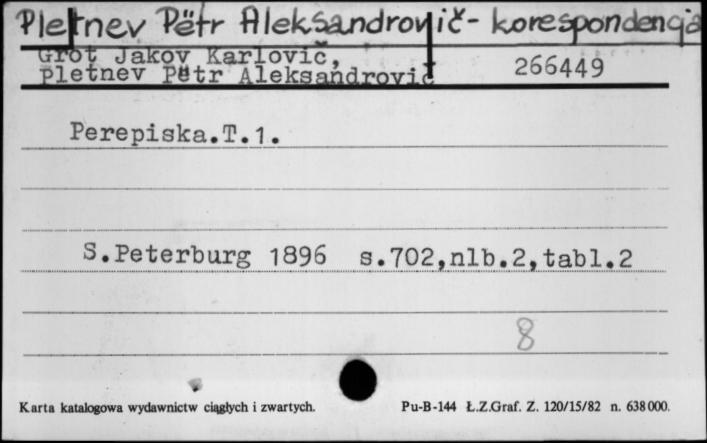 Pletnev Pëtr Aleksandrovič - korespondencja
Grot Jakov Karlovič,
Pletnev Pëtr Aleksandrovič 266449
Perepiska.T.1.
S.Peterburg 1896 s.702,nlb.2,tabl.2
8
Karta katalogowa wydawnictw ciągłych i zwartych. Pu-B-144 Ł.Z.Graf. Z. 120/15/82 n. 638000.